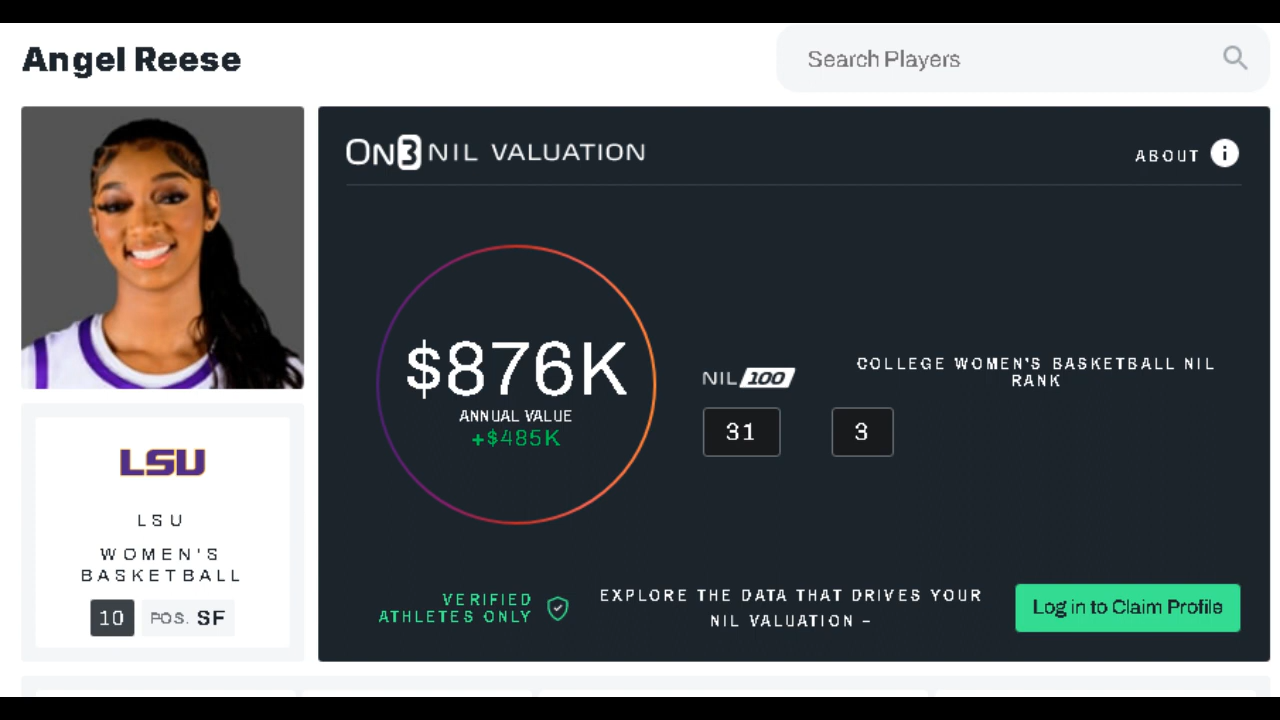 Angel Reese
Search Players
ON3 NIL VALUATION
ABOUT i
$876K
ANNUAL VALUE
+$485K
NIL 100
31
COLLEGE WOMEN'S BASKETBALL NIL
RANK
3
LSU
LSU
WOMEN'S
BASKETBALL
10 POS. SF
VERIFIED
ATHLETES ONLY
EXPLORE THE DATA THAT DRIVES YOUR
NIL VALUATION –
Log in to Claim Profile